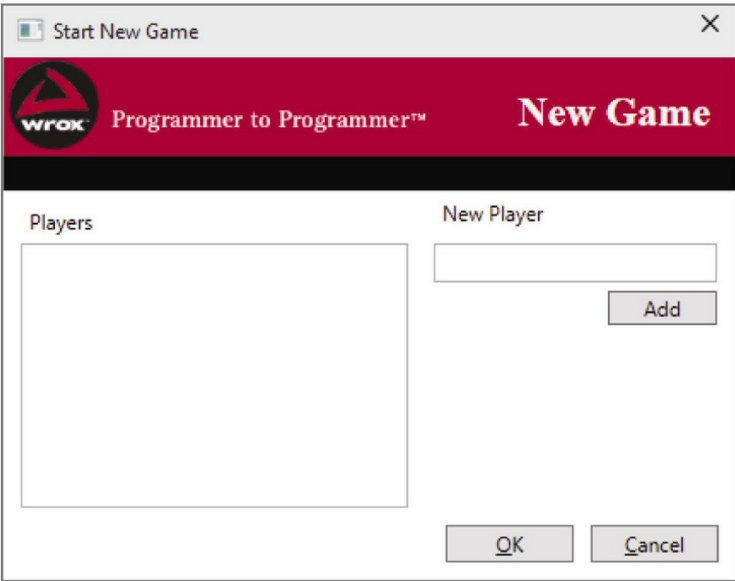 Start New Game
wrox
Programmer to Programmer™
New Game
Players
New Player
Add
OK
Cancel